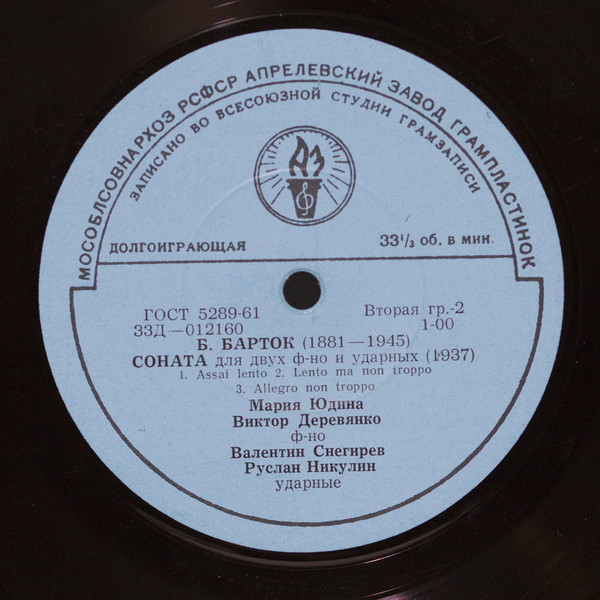 МОСОБЛСОВНАРХОЗ РСФСР АПРЕЛЕВСКИЙ ЗАВОД ГРАМПЛАСТИНОК
ЗАПИСАНО ВО ВСЕСОЮЗНОЙ СТУДИИ ГРАМЗАПИСИ
АЗ
ДОЛГОИГРАЮЩАЯ 33⅓ об. в мин.
ГОСТ 5289-61 Вторая гр.-2
33Д—012160 1-00
Б. БАРТОК (1881—1945)
СОНАТА для двух ф-но и ударных (1937)
1. Assai lento 2. Lento ma non troppo
3. Allegro non troppo
Мария Юдина
Виктор Деревянко
ф-но
Валентин Снегирев
Руслан Никулин
ударные